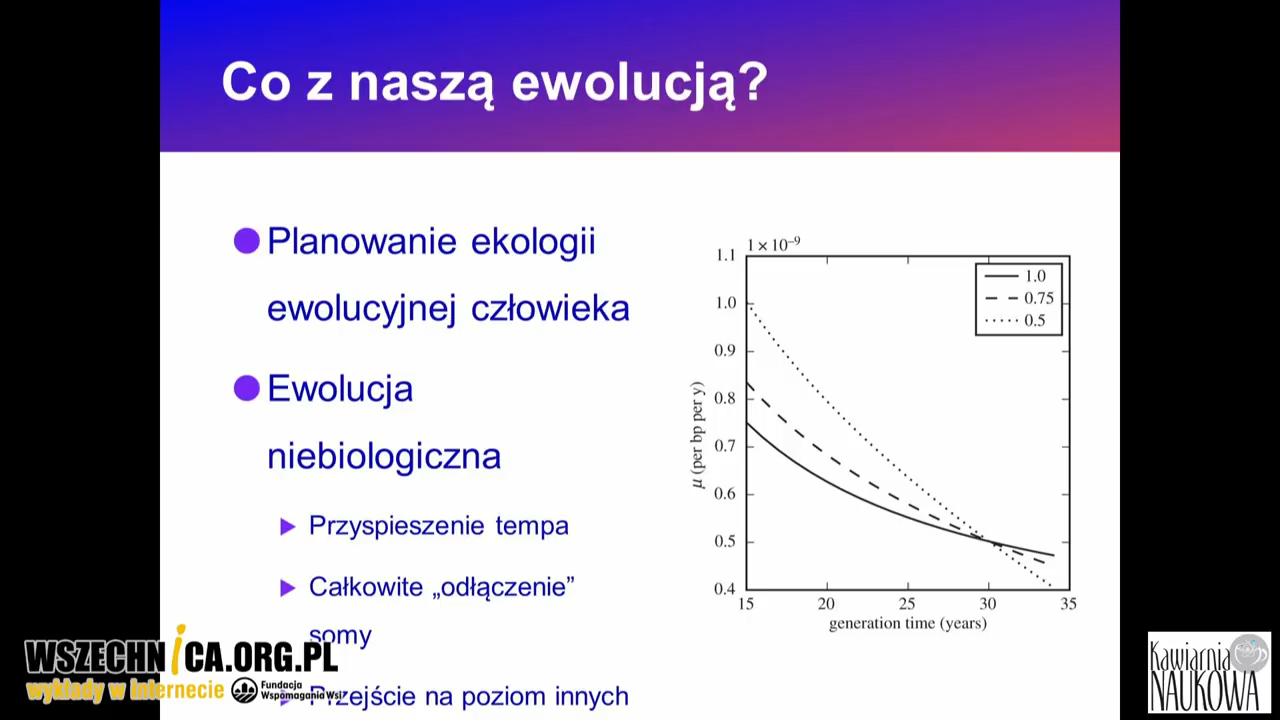 Co z naszą ewolucją?
Planowanie ekologii
ewolucyjnej człowieka
Ewolucja
niebiologiczna
Przyspieszenie tempa
Całkowite „odłączenie”
somy
Przejście na poziom innych
1 × 10⁻⁹
1.1
1.0
0.9
0.8
0.7
0.6
0.5
0.4
μ (per bp per y)
15 20 25 30 35
generation time (years)
1.0
0.75
0.5
WSZECHNiCA.ORG.PL
wykłady w internecie
Fundacja
Wspomagania Wsi
Kawiarnia
NAUKOWA